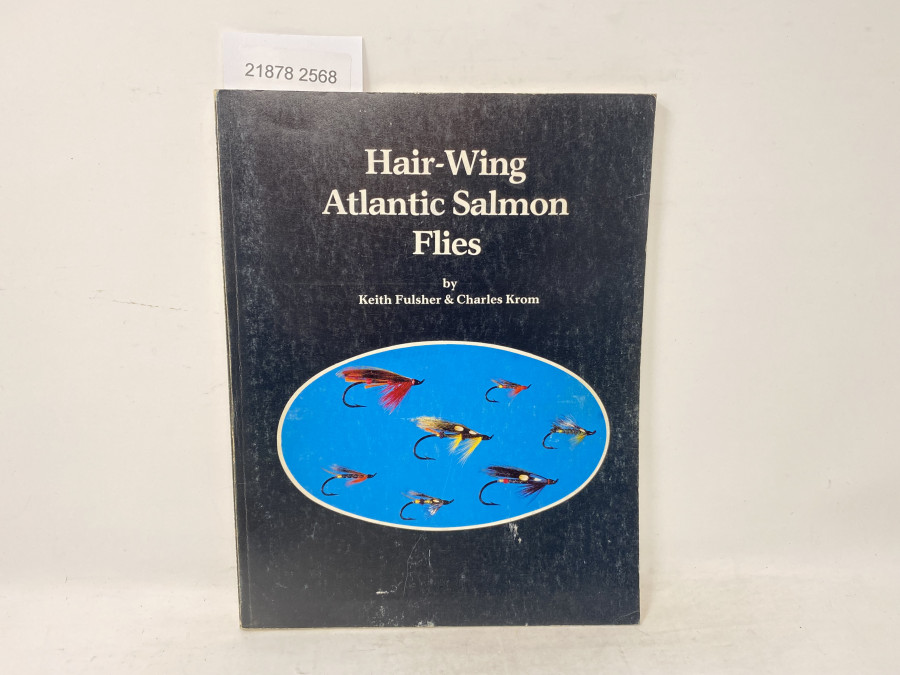 21878 2568
Hair-Wing
Atlantic Salmon
Flies
by
Keith Fulsher & Charles Krom